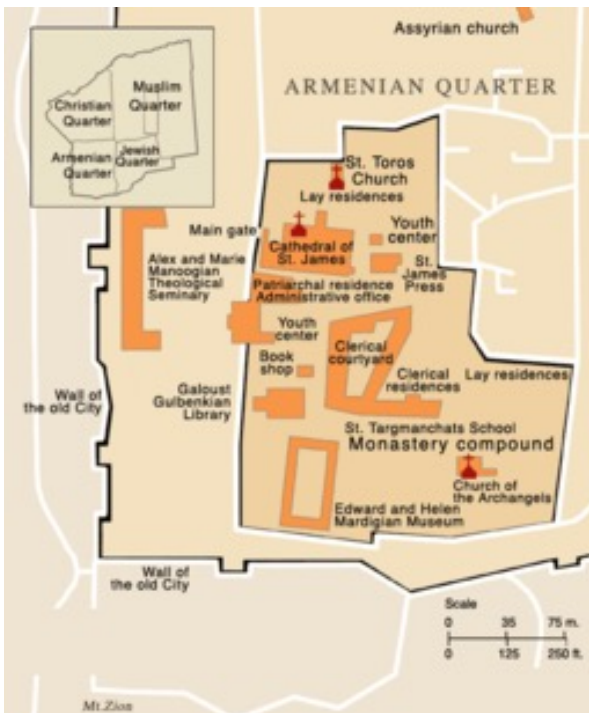 Assyrian church
ARMENIAN QUARTER
Muslim
Quarter
Christian
Quarter
Armenian
Quarter
Jewish
Quarter
St. Toros
Church
Lay residences
Main gate
Cathedral of
St. James
Youth
center
St.
James
Press
Alex and Marie
Manoogian
Theological
Seminary
Patriarchal residence
Administrative office
Youth
center
Clerical
courtyard
Book
shop
Clerical
residences
Lay residences
Wall of
the old City
Galoust
Gulbenkian
Library
St. Targmanchats School
Monastery compound
Church of
the Archangels
Edward and Helen
Mardigian Museum
Wall of
the old City
Scale
0 35 75 m.
0 125 250 ft.
Mt.Zion